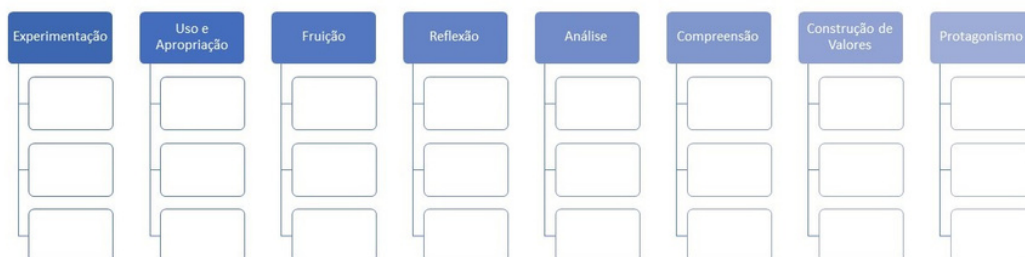 Experimentação
Uso e
Apropriação
Fruição
Reflexão
Análise
Compreensão
Construção de
Valores
Protagonismo